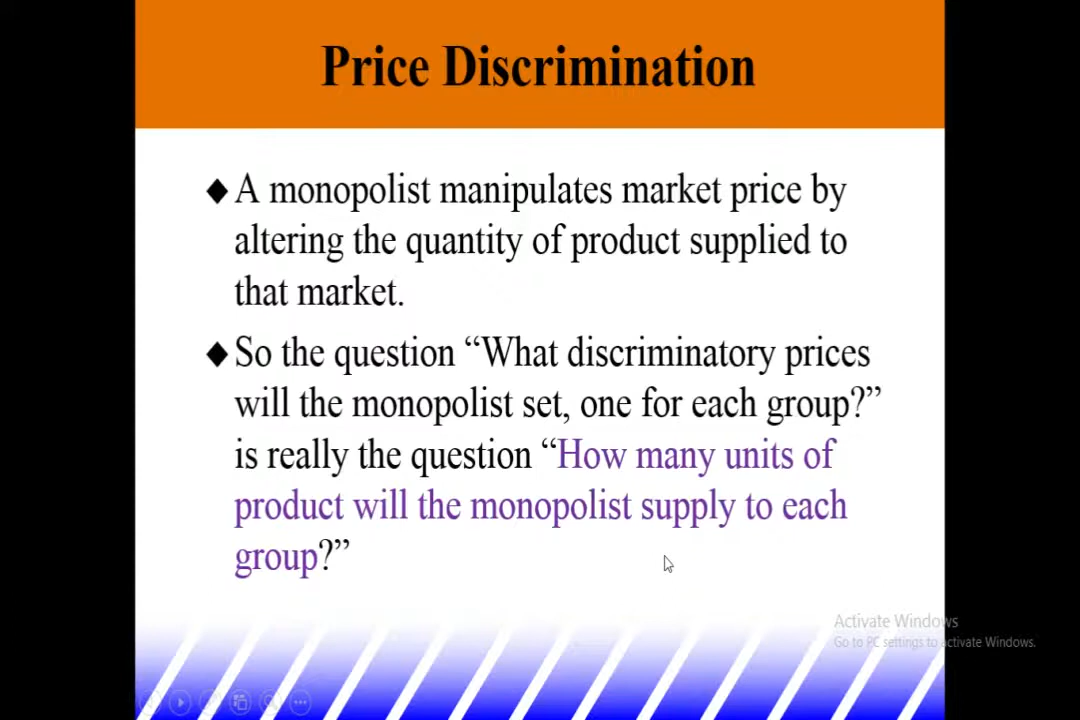 Price Discrimination
♦A monopolist manipulates market price by
altering the quantity of product supplied to
that market.
♦So the question “What discriminatory prices
will the monopolist set, one for each group?”
is really the question “How many units of
product will the monopolist supply to each
group?”
Activate Windows
Go to PC settings to activate Windows.